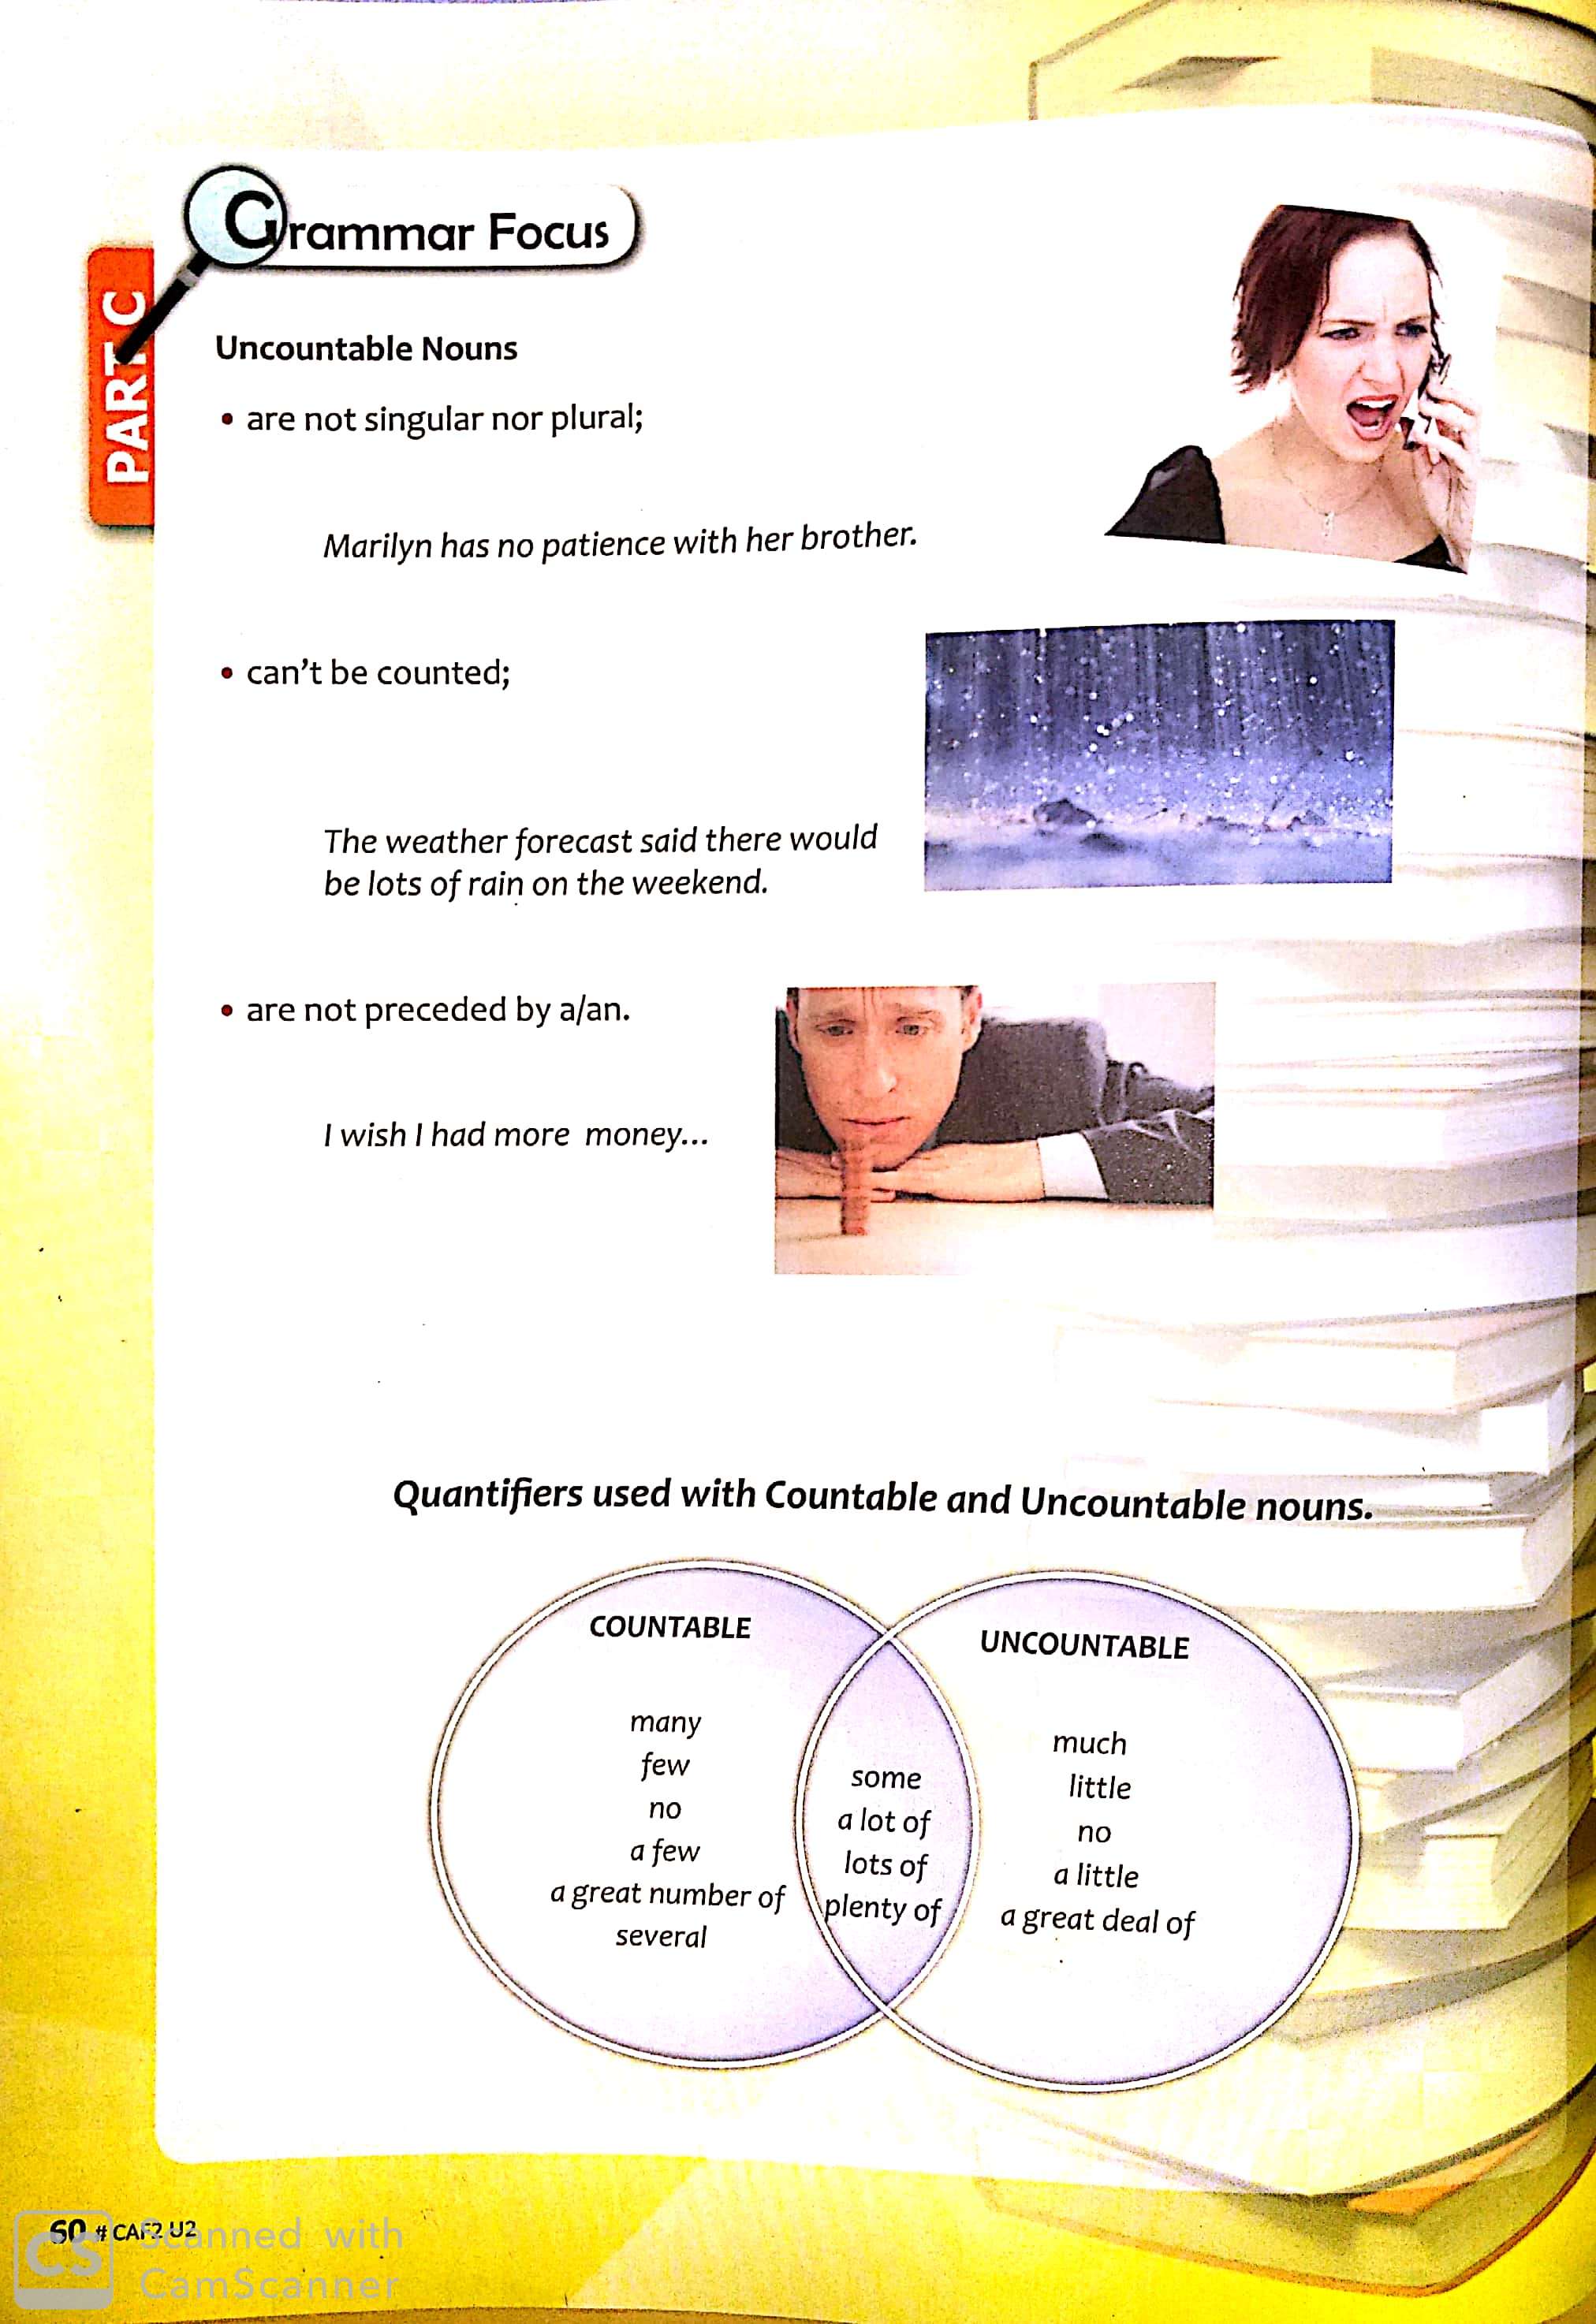 Grammar Focus
PART C
Uncountable Nouns
• are not singular nor plural;
Marilyn has no patience with her brother.
• can't be counted;
The weather forecast said there would
be lots of rain on the weekend.
• are not preceded by a/an.
I wish I had more money...
Quantifiers used with Countable and Uncountable nouns.
COUNTABLE
many
few
no
a few
a great number of
several
some
a lot of
lots of
plenty of
UNCOUNTABLE
much
little
no
a little
a great deal of
60 # CAF2 U2
CS
Scanned with
CamScanner